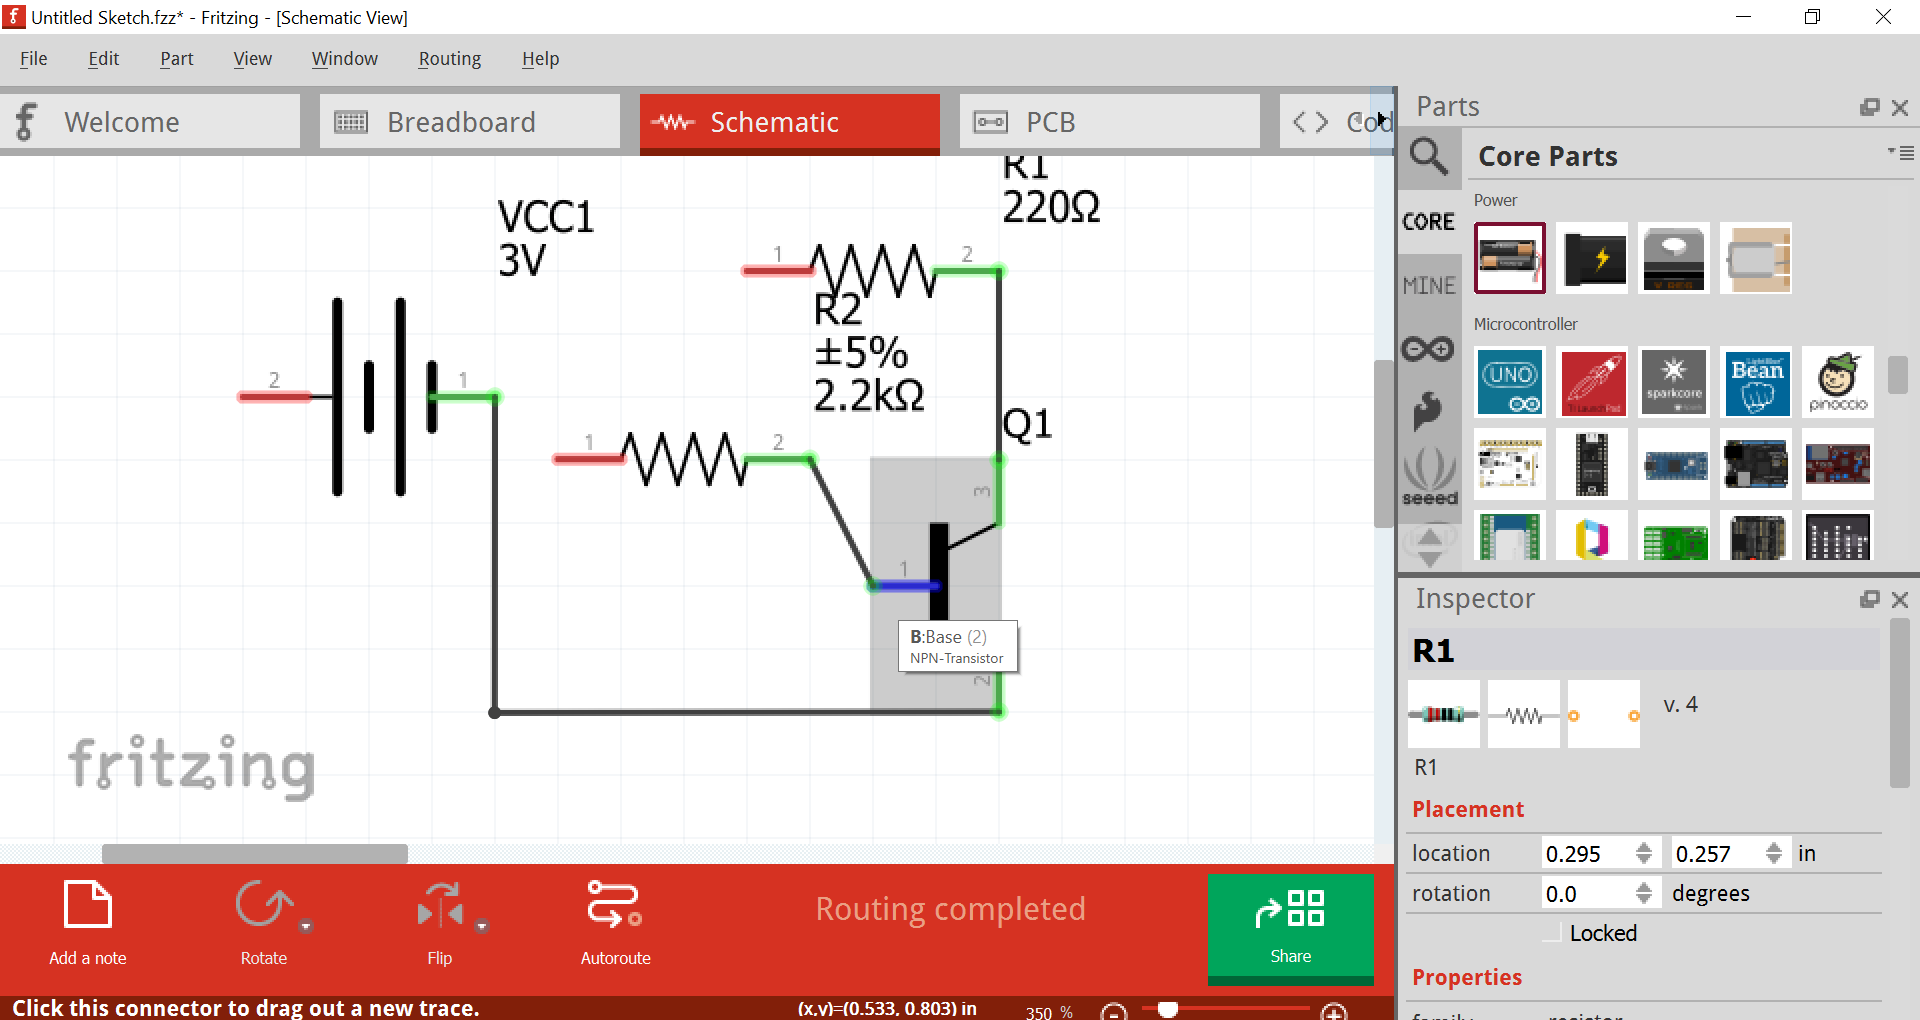 Untitled Sketch.fzz* - Fritzing - [Schematic View]
File Edit Part View Window Routing Help
Welcome
Breadboard
Schematic
PCB
Cod
R1
220Ω
VCC1
3V
1
2
R2
±5%
2.2kΩ
2
1
1
2
Q1
3
1
B:Base (2)
NPN-Transistor
2
fritzing
Add a note
Rotate
Flip
Autoroute
Routing completed
Share
Click this connector to drag out a new trace.
(x,y)=(0.533, 0.803) in
350 %
Parts
Core Parts
CORE
MINE
seeed
Power
Microcontroller
UNO
sparkcore
Bean
pinoccio
Inspector
R1
v. 4
R1
Placement
location 0.295 0.257 in
rotation 0.0 degrees
Locked
Properties
family resistor